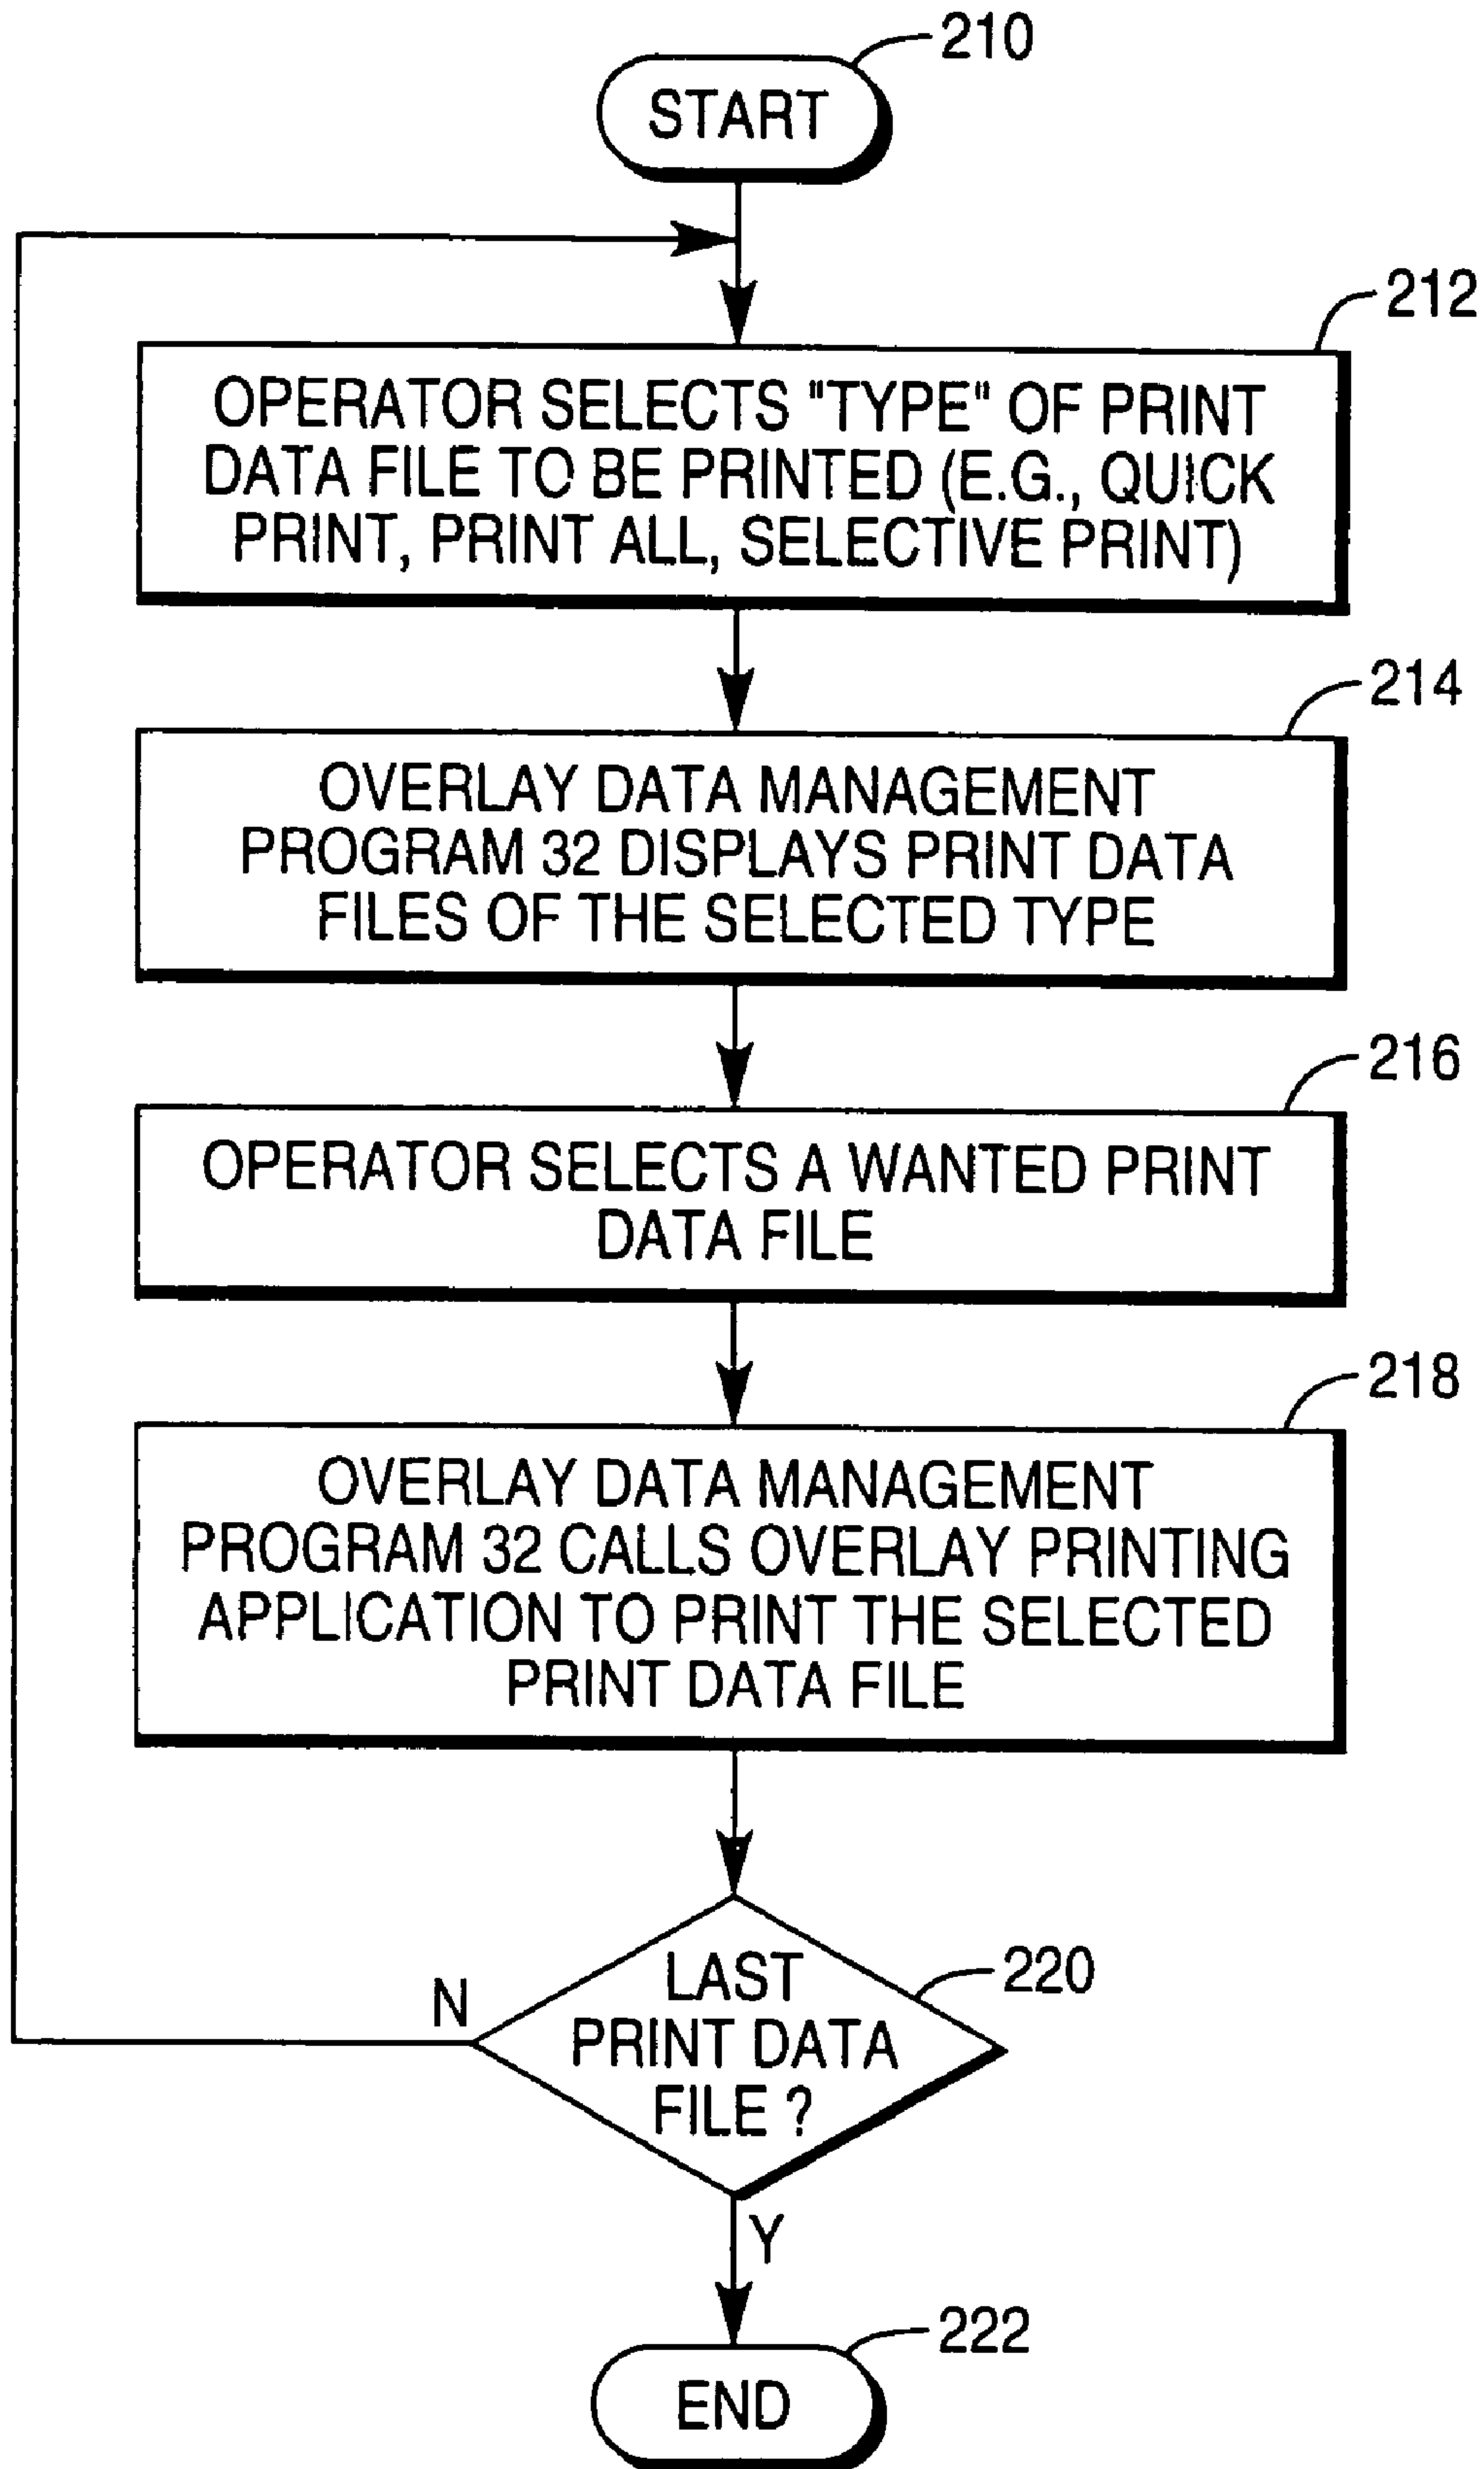 210
START
212
OPERATOR SELECTS "TYPE" OF PRINT
DATA FILE TO BE PRINTED (E.G., QUICK
PRINT, PRINT ALL, SELECTIVE PRINT)
214
OVERLAY DATA MANAGEMENT
PROGRAM 32 DISPLAYS PRINT DATA
FILES OF THE SELECTED TYPE
216
OPERATOR SELECTS A WANTED PRINT
DATA FILE
218
OVERLAY DATA MANAGEMENT
PROGRAM 32 CALLS OVERLAY PRINTING
APPLICATION TO PRINT THE SELECTED
PRINT DATA FILE
220
N
LAST
PRINT DATA
FILE ?
Y
222
END